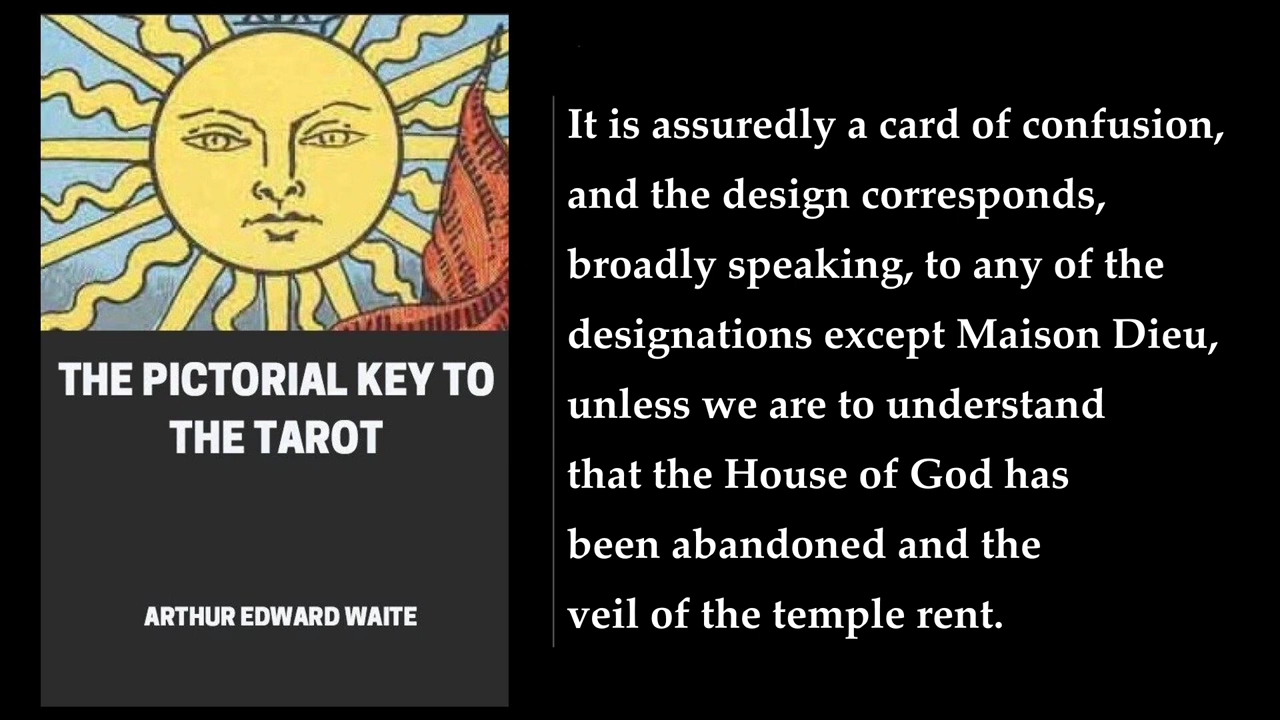 XIX
THE PICTORIAL KEY TO
THE TAROT
ARTHUR EDWARD WAITE
It is assuredly a card of confusion,
and the design corresponds,
broadly speaking, to any of the
designations except Maison Dieu,
unless we are to understand
that the House of God has
been abandoned and the
veil of the temple rent.